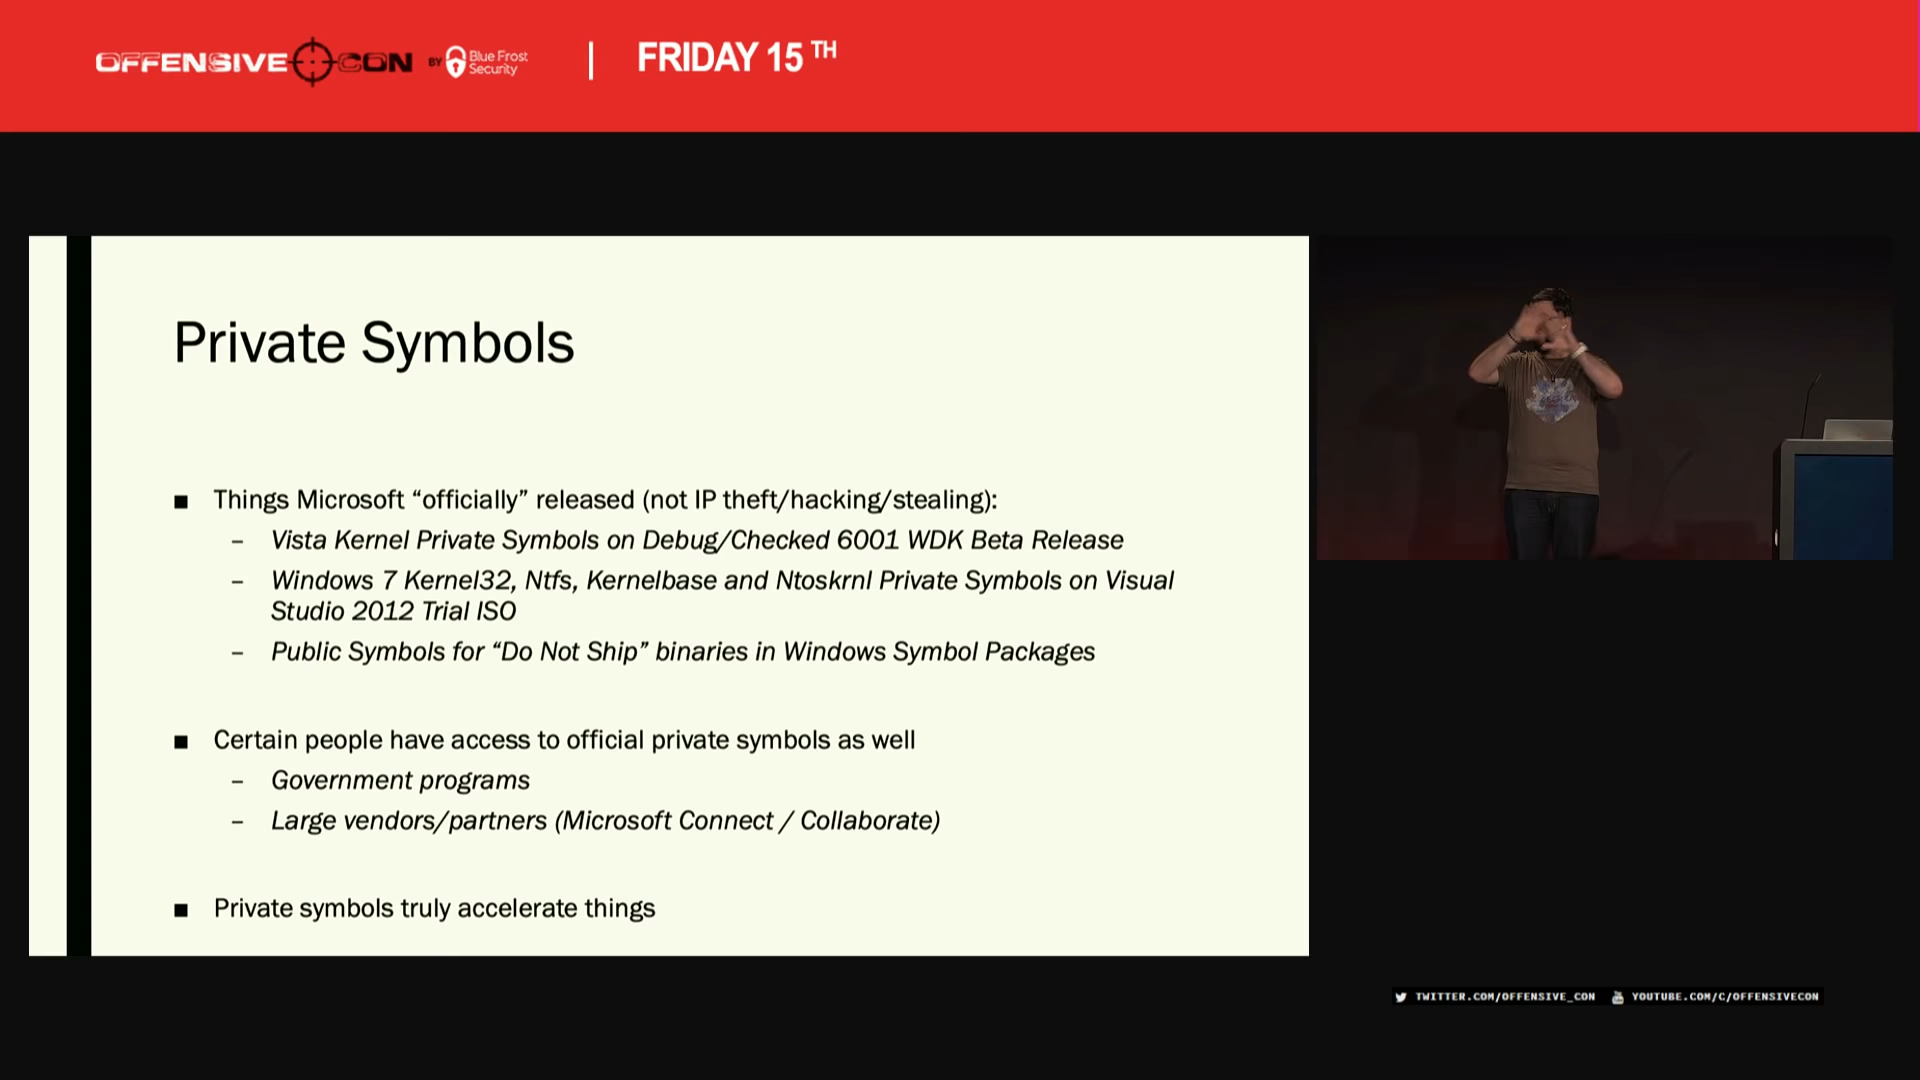 OFFENSIVE CON BY Blue Frost Security | FRIDAY 15 TH
Private Symbols
■ Things Microsoft “officially” released (not IP theft/hacking/stealing):
– Vista Kernel Private Symbols on Debug/Checked 6001 WDK Beta Release
– Windows 7 Kernel32, Ntfs, Kernelbase and Ntoskrnl Private Symbols on Visual
Studio 2012 Trial ISO
– Public Symbols for “Do Not Ship” binaries in Windows Symbol Packages
■ Certain people have access to official private symbols as well
– Government programs
– Large vendors/partners (Microsoft Connect / Collaborate)
■ Private symbols truly accelerate things
TWITTER.COM/OFFENSIVE_CON YOUTUBE.COM/C/OFFENSIVECON